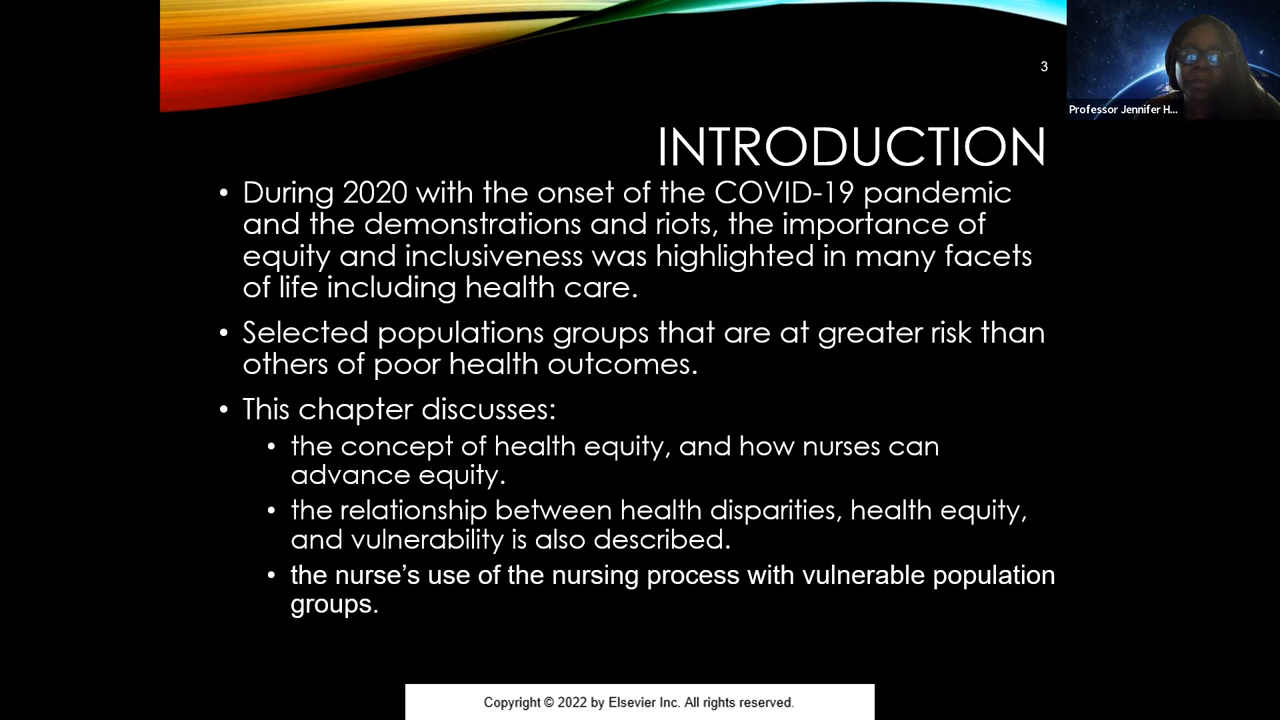 3
Professor Jennifer H...
INTRODUCTION
• During 2020 with the onset of the COVID-19 pandemic
and the demonstrations and riots, the importance of
equity and inclusiveness was highlighted in many facets
of life including health care.
• Selected populations groups that are at greater risk than
others of poor health outcomes.
• This chapter discusses:
• the concept of health equity, and how nurses can
advance equity.
• the relationship between health disparities, health equity,
and vulnerability is also described.
• the nurse’s use of the nursing process with vulnerable population
groups.
Copyright © 2022 by Elsevier Inc. All rights reserved.